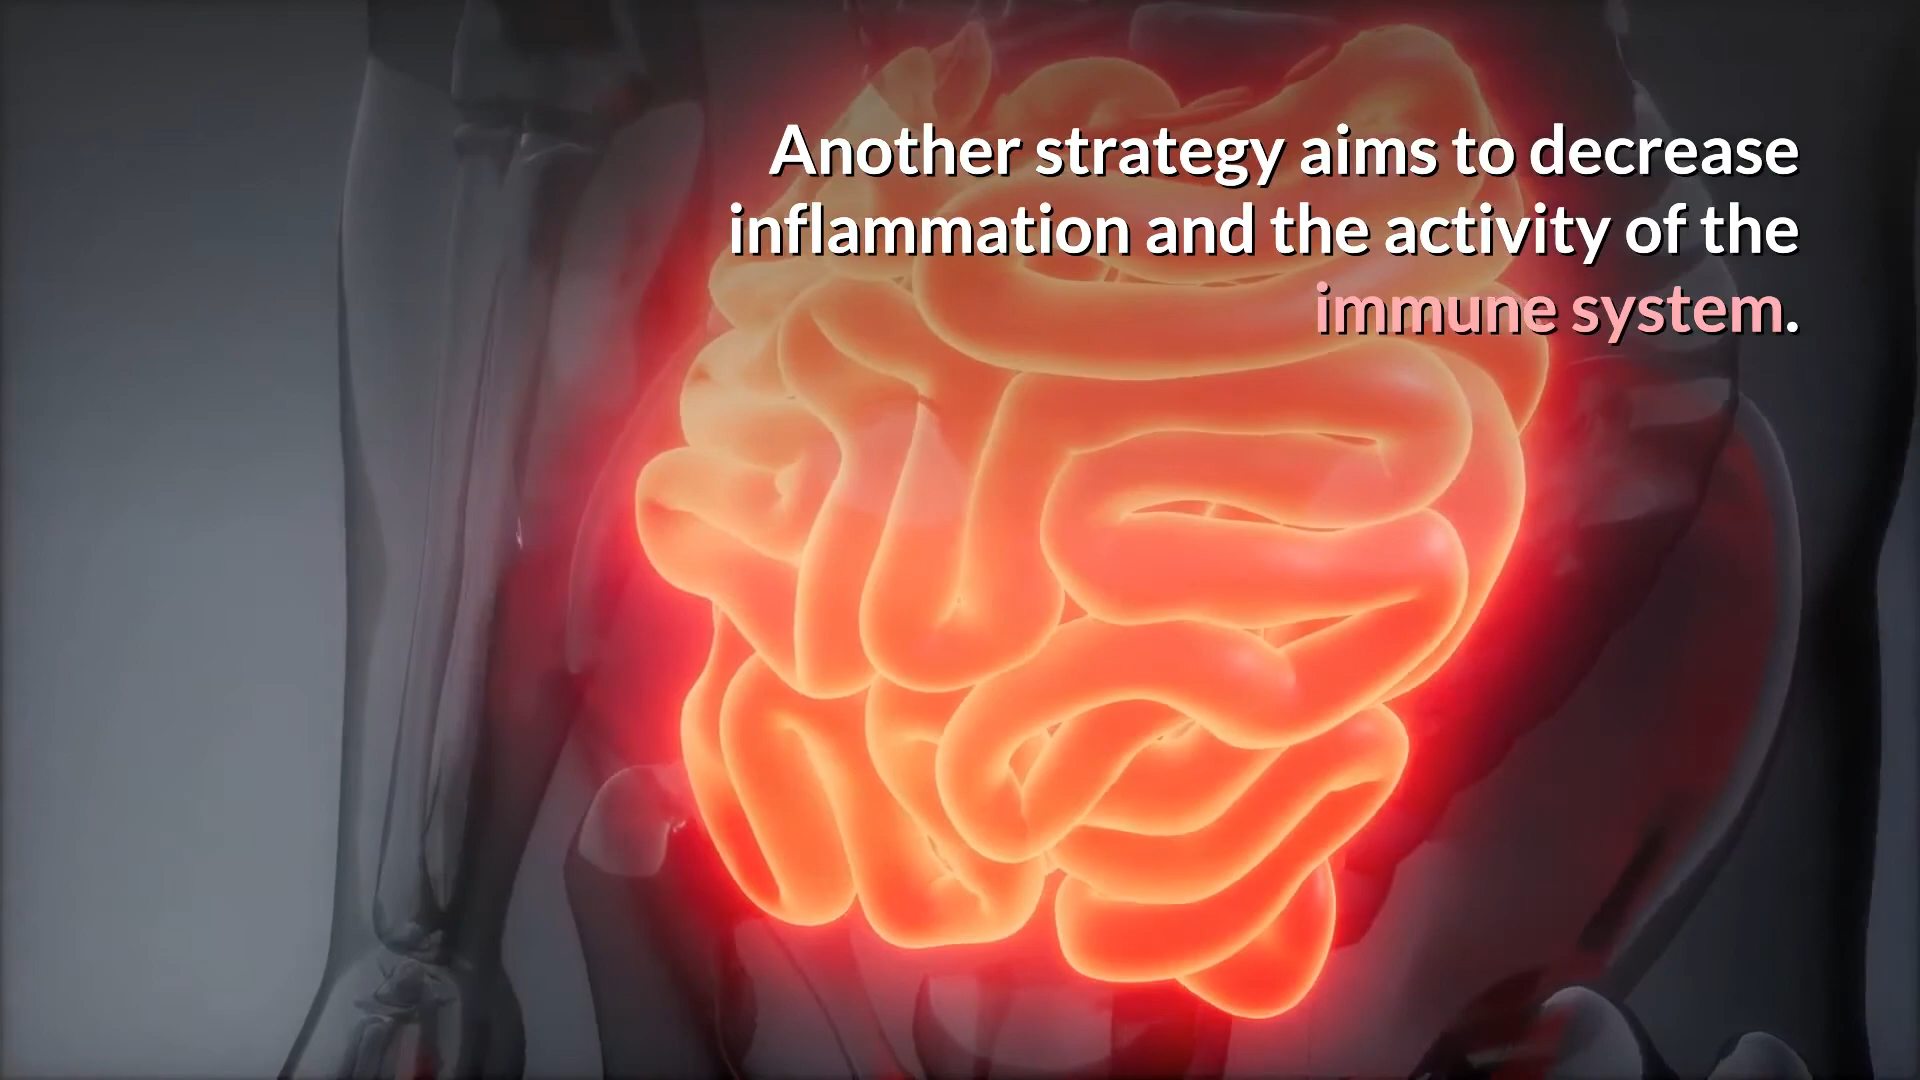 Another strategy aims to decrease
inflammation and the activity of the
immune system.